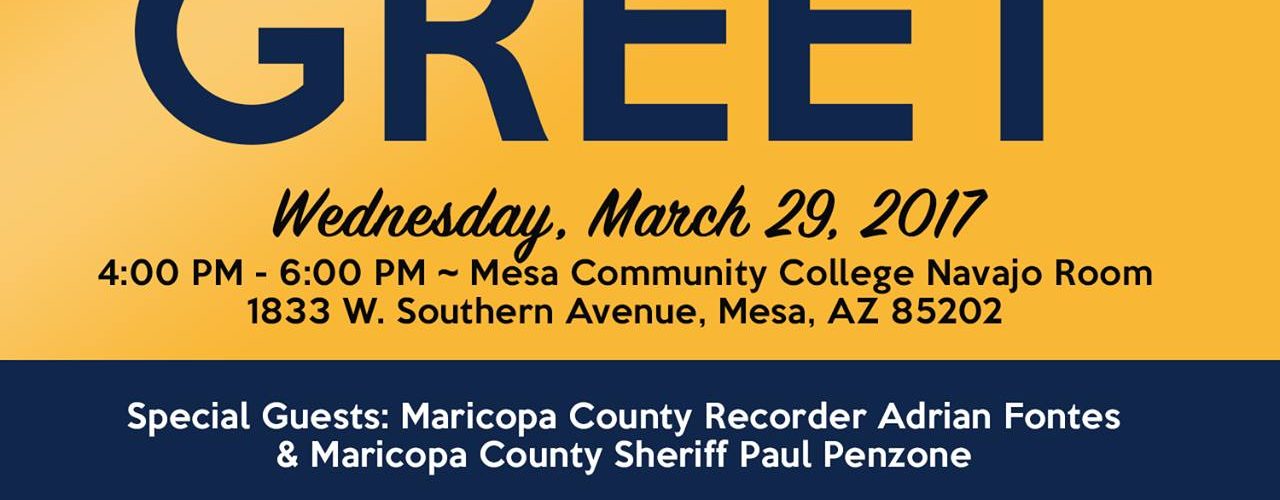 GREET
Wednesday, March 29, 2017
4:00 PM - 6:00 PM ~ Mesa Community College Navajo Room
1833 W. Southern Avenue, Mesa, AZ 85202
Special Guests: Maricopa County Recorder Adrian Fontes
& Maricopa County Sheriff Paul Penzone